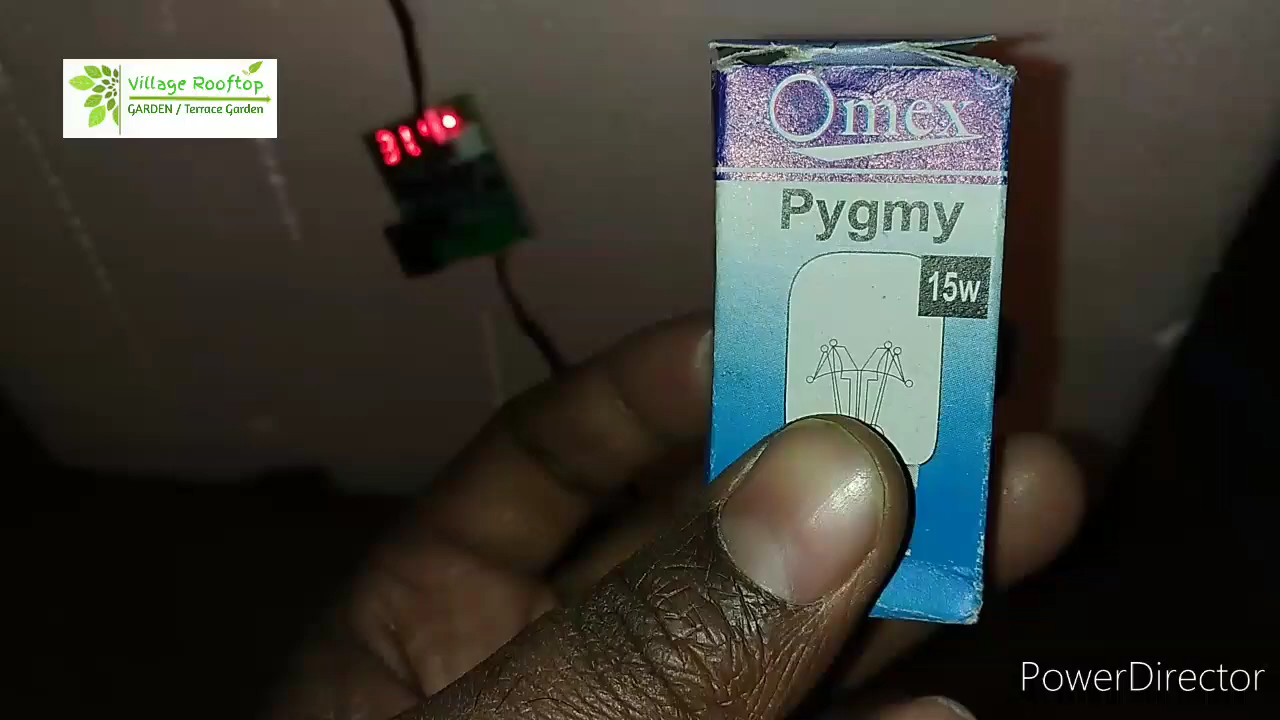 Village Rooftop
GARDEN / Terrace Garden
Omex
Pygmy
15w
PowerDirector